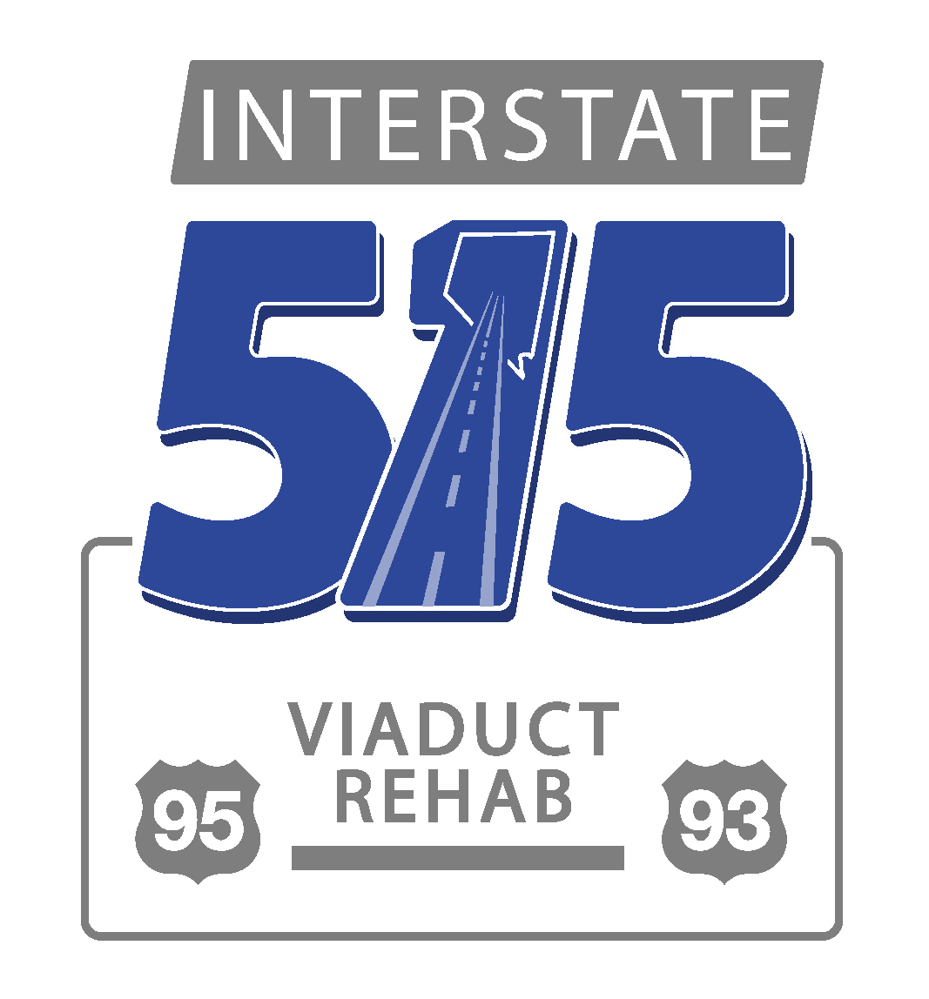 INTERSTATE
515
VIADUCT
REHAB
95
93